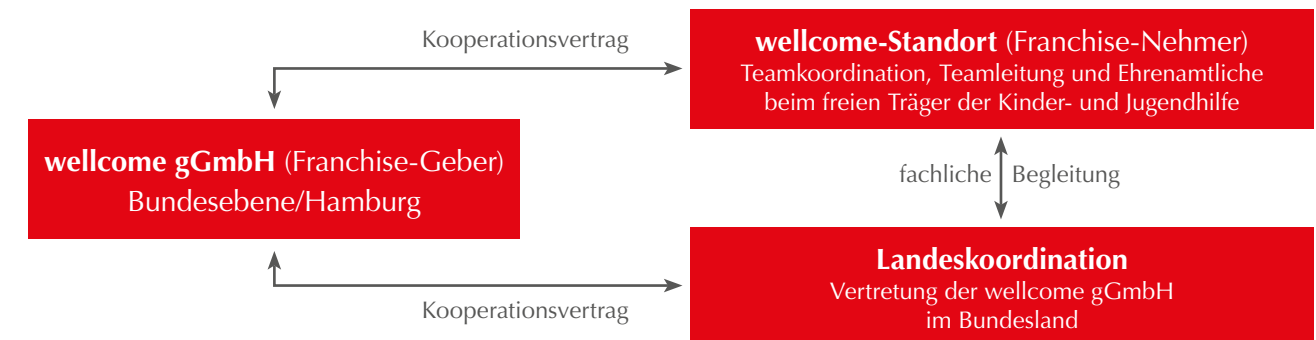 Kooperationsvertrag
wellcome-Standort (Franchise-Nehmer)
Teamkoordination, Teamleitung und Ehrenamtliche
beim freien Träger der Kinder- und Jugendhilfe
wellcome gGmbH (Franchise-Geber)
Bundesebene/Hamburg
fachliche Begleitung
Landeskoordination
Vertretung der wellcome gGmbH
im Bundesland
Kooperationsvertrag